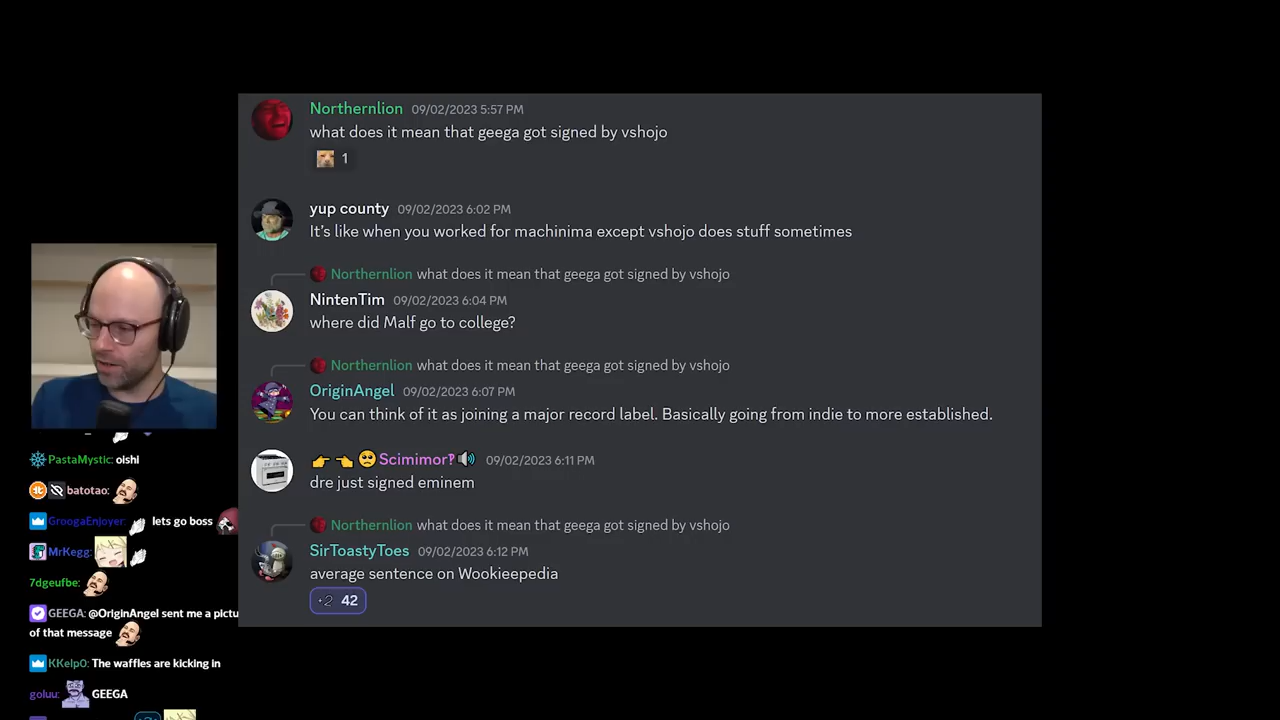 Northernlion 09/02/2023 5:57 PM
what does it mean that geega got signed by vshojo
1
yup county 09/02/2023 6:02 PM
It's like when you worked for machinima except vshojo does stuff sometimes
Northernlion what does it mean that geega got signed by vshojo
NintenTim 09/02/2023 6:04 PM
where did Malf go to college?
Northernlion what does it mean that geega got signed by vshojo
OriginAngel 09/02/2023 6:07 PM
You can think of it as joining a major record label. Basically going from indie to more established.
👉 👈 🥺 Scimimor‽ 🔊 09/02/2023 6:11 PM
dre just signed eminem
Northernlion what does it mean that geega got signed by vshojo
SirToastyToes 09/02/2023 6:12 PM
average sentence on Wookieepedia
+2 42
PastaMystic: oishi
batotao:
GroogaEnjoyer: lets go boss
MrKegg:
7dgeufbe:
GEEGA: @OriginAngel sent me a pictu
of that message
KKelp0: The waffles are kicking in
goluu: GEEGA